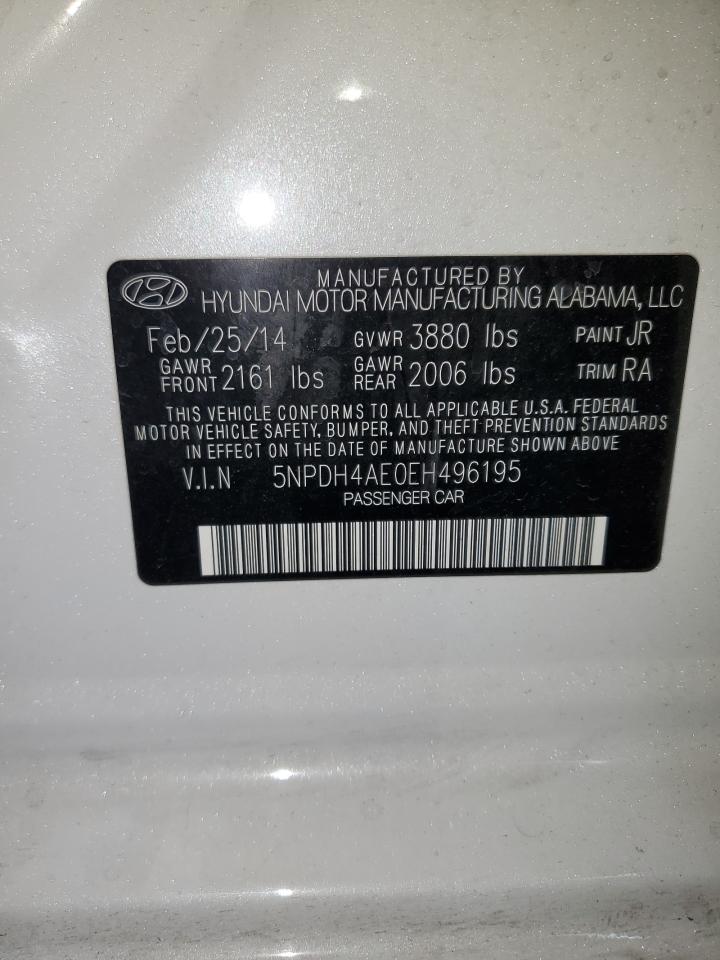 MANUFACTURED BY
HYUNDAI MOTOR MANUFACTURING ALABAMA, LLC
Feb/25/14 GVWR 3880 lbs PAINT JR
GAWR FRONT 2161 lbs GAWR REAR 2006 lbs TRIM RA
THIS VEHICLE CONFORMS TO ALL APPLICABLE U.S.A. FEDERAL
MOTOR VEHICLE SAFETY, BUMPER, AND THEFT PREVENTION STANDARDS
IN EFFECT ON THE DATE OF MANUFACTURE SHOWN ABOVE
V.I.N 5NPDH4AE0EH496195
PASSENGER CAR